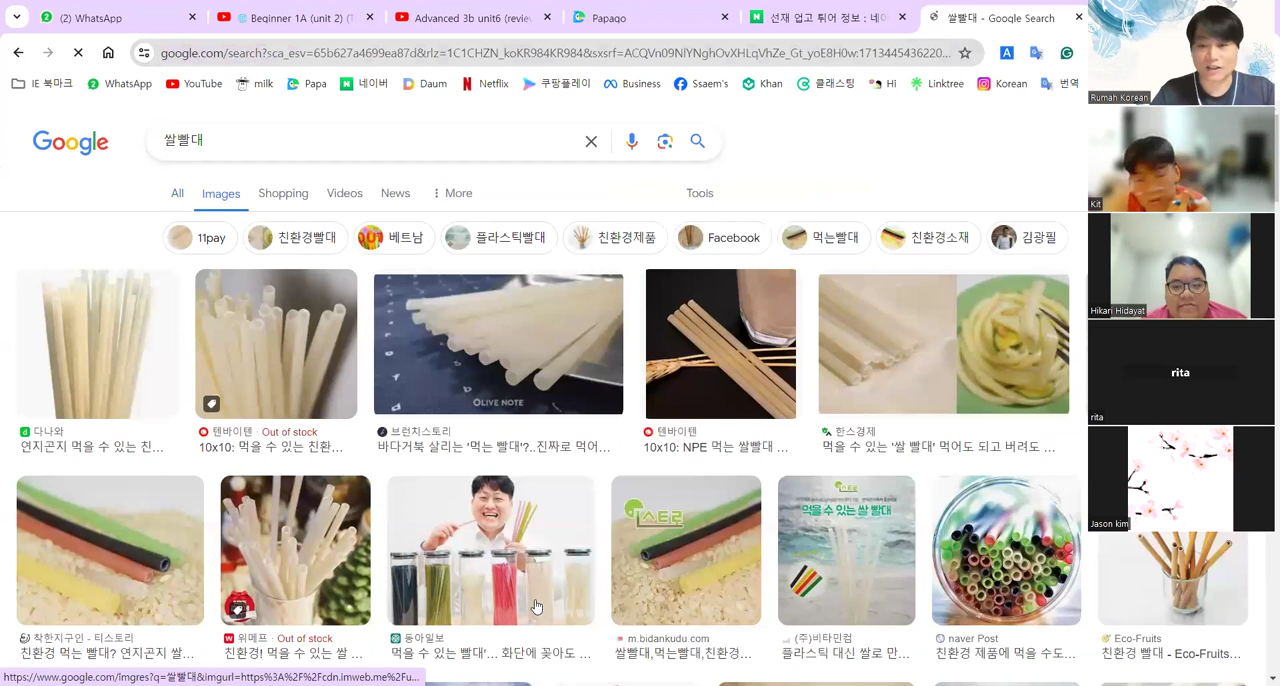 (2) WhatsApp
Beginner 1A (unit 2) (T
Advanced 3b unit6 (revie
Papago
선재 업고 튀어 정보 : 네이
쌀빨대 - Google Search
google.com/search?sca_esv=65b627a4699ea87d&rlz=1C1CHZN_koKR984KR984&sxsrf=ACQVn09NlYNghOvXHLqVhZe_Gt_yoE8H0w:1713445436220...
IE 북마크
WhatsApp
YouTube
milk
Papa
네이버
Daum
Netflix
쿠팡플레이
Business
Ssaem's
Khan
클래스팅
Hi
Linktree
Korean
번역
Google
쌀빨대
All
Images
Shopping
Videos
News
More
Tools
11pay
친환경빨대
베트남
플라스틱빨대
친환경제품
Facebook
먹는빨대
친환경소재
김광필
OLIVE NOTE
다나와
연지곤지 먹을 수 있는 친...
텐바이텐 · Out of stock
10x10: 먹을 수 있는 친환...
브런치스토리
바다거북 살리는 '먹는 빨대'?..진짜로 먹어...
텐바이텐
10x10: NPE 먹는 쌀빨대 ...
한스경제
먹을 수 있는 '쌀 빨대' 먹어도 되고 버려도 ...
먹을 수 있는 쌀 빨대
착한지구인 - 티스토리
친환경 먹는 빨대? 연지곤지 쌀...
위메프 · Out of stock
친환경! 먹을 수 있는 쌀 ...
동아일보
먹을 수 있는 쌀 빨대'... 화단에 꽂아도 ...
m.bidankudu.com
쌀빨대,먹는빨대,친환경...
(주)비타민컴
플라스틱 대신 쌀로 만...
naver Post
친환경 제품에 먹을 수도...
Eco-Fruits
친환경 빨대 - Eco-Fruits...
https://www.google.com/imgres?q=쌀빨대&imgurl=https%3A%2F%2Fcdn.imweb.me%2Fu...
Rumah Korean
Kit
Hikari Hidayat
rita
rita
Jason kim